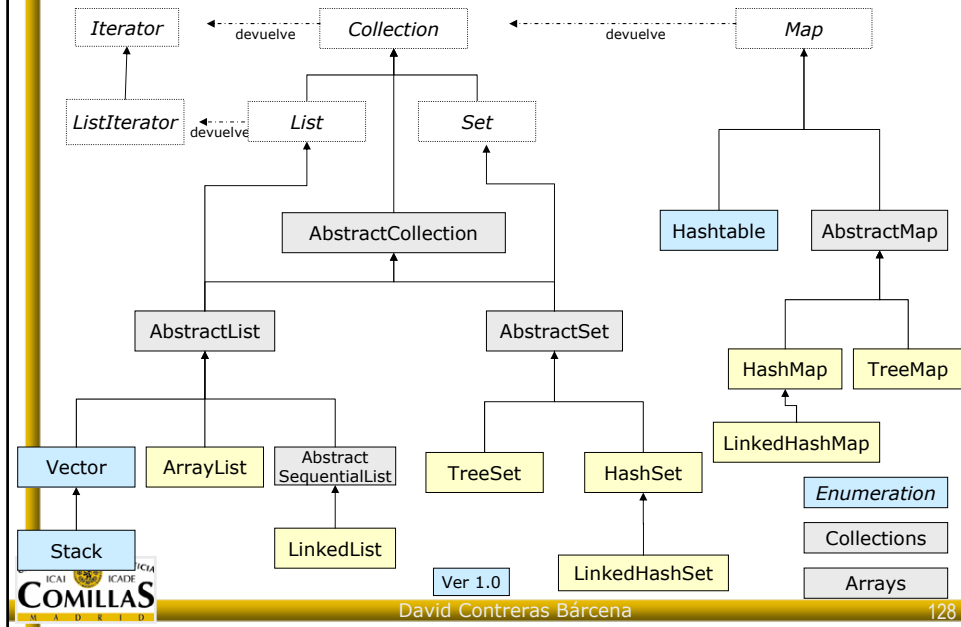 Iterator
devuelve
Collection
devuelve
Map
ListIterator
devuelve
List
Set
AbstractCollection
Hashtable
AbstractMap
AbstractList
AbstractSet
HashMap
TreeMap
LinkedHashMap
Vector
ArrayList
Abstract
SequentialList
TreeSet
HashSet
Enumeration
Stack
LinkedList
Ver 1.0
LinkedHashSet
Collections
Arrays
ICAI ICADE
COMILLAS
MADRID
David Contreras Bárcena
128